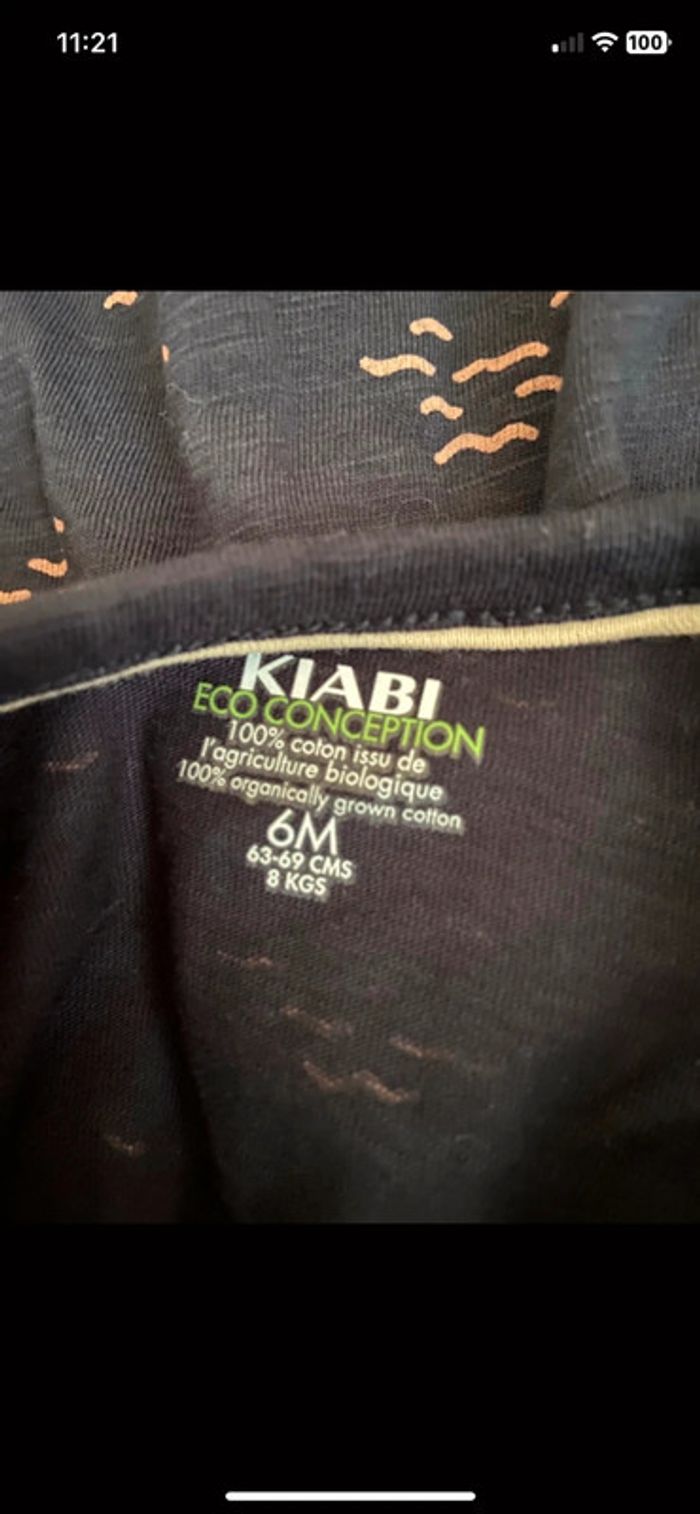 11:21
100
KIABI
ECO CONCEPTION
100% coton issu de
l'agriculture biologique
100% organically grown cotton
6M
63-69 CMS
8 KGS